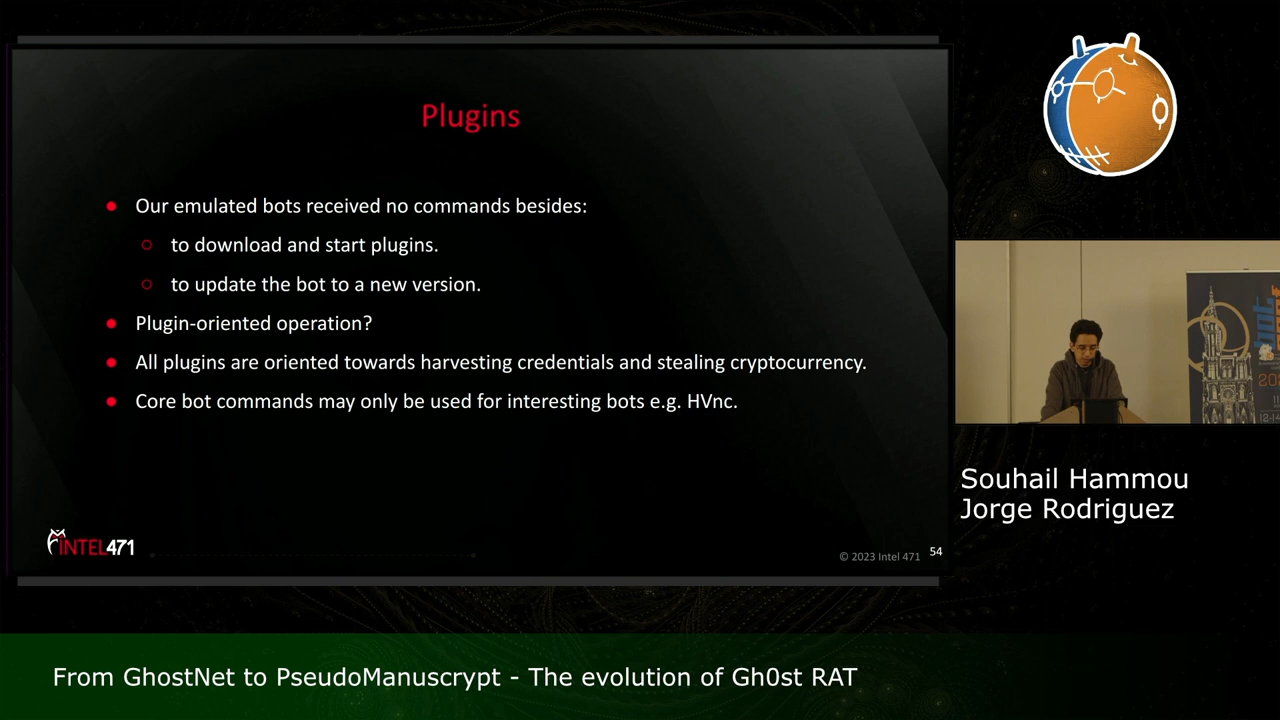 Plugins
Our emulated bots received no commands besides:
to download and start plugins.
to update the bot to a new version.
Plugin-oriented operation?
All plugins are oriented towards harvesting credentials and stealing cryptocurrency.
Core bot commands may only be used for interesting bots e.g. HVnc.
INTEL471
© 2023 Intel 471
54
Souhail Hammou
Jorge Rodriguez
From GhostNet to PseudoManuscrypt - The evolution of Gh0st RAT